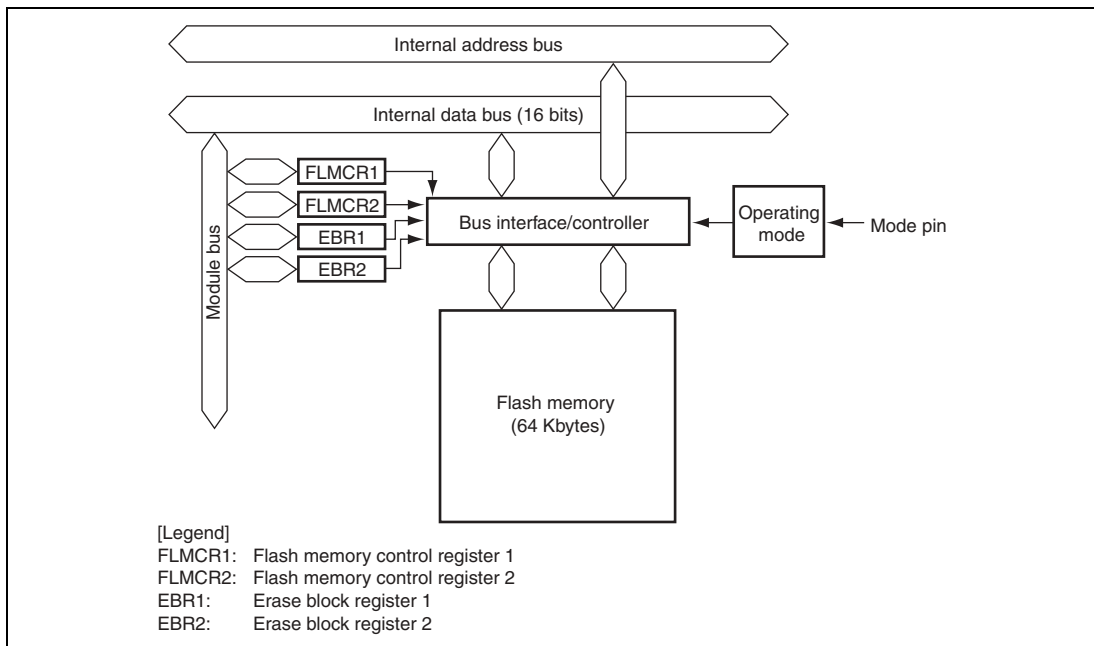 Internal address bus
Internal data bus (16 bits)
Module bus
FLMCR1
FLMCR2
EBR1
EBR2
Bus interface/controller
Operating
mode
Mode pin
Flash memory
(64 Kbytes)
[Legend]
FLMCR1: Flash memory control register 1
FLMCR2: Flash memory control register 2
EBR1: Erase block register 1
EBR2: Erase block register 2